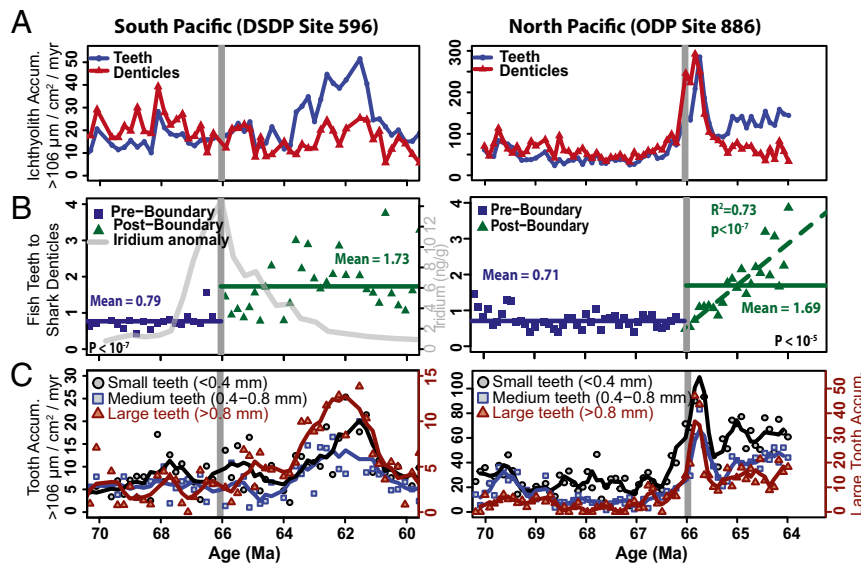 A
South Pacific (DSDP Site 596)
North Pacific (ODP Site 886)
Ichthyolith Accum.
>106 μm / cm² / myr
0 10 20 30 40 50
Teeth
Denticles
0 50 100 200 300
Teeth
Denticles
B
Fish Teeth to
Shark Denticles
0 1 2 3 4
Pre-Boundary
Post-Boundary
Iridium anomaly
Mean = 1.73
Mean = 0.79
P < 10⁻⁷
0 2 4 6 8 10 12
Iridium (ng/g)
0 1 2 3 4
Pre-Boundary
Post-Boundary
R²=0.73
p<10⁻⁷
Mean = 0.71
Mean = 1.69
P < 10⁻⁵
C
Tooth Accum.
>106 μm / cm² / myr
0 5 10 15 20 25 30
Small teeth (<0.4 mm)
Medium teeth (0.4–0.8 mm)
Large teeth (>0.8 mm)
0 5 10 15
0 20 40 60 80 100
Small teeth (<0.4 mm)
Medium teeth (0.4–0.8 mm)
Large teeth (>0.8 mm)
0 10 20 30 40 50
Large Tooth Accum.
70 68 66 64 62 60
Age (Ma)
70 69 68 67 66 65 64
Age (Ma)